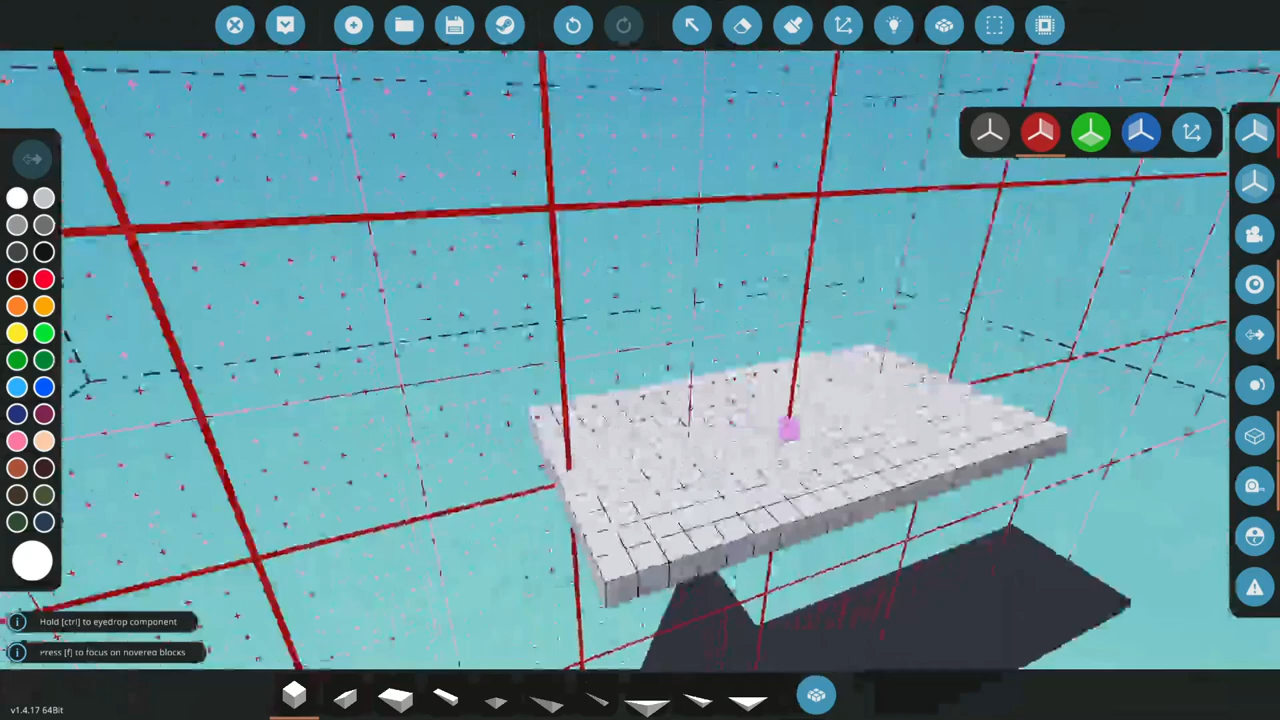 Hold [ctrl] to eyedrop component
Press [f] to focus on hovered blocks
v1.4.17 64Bit